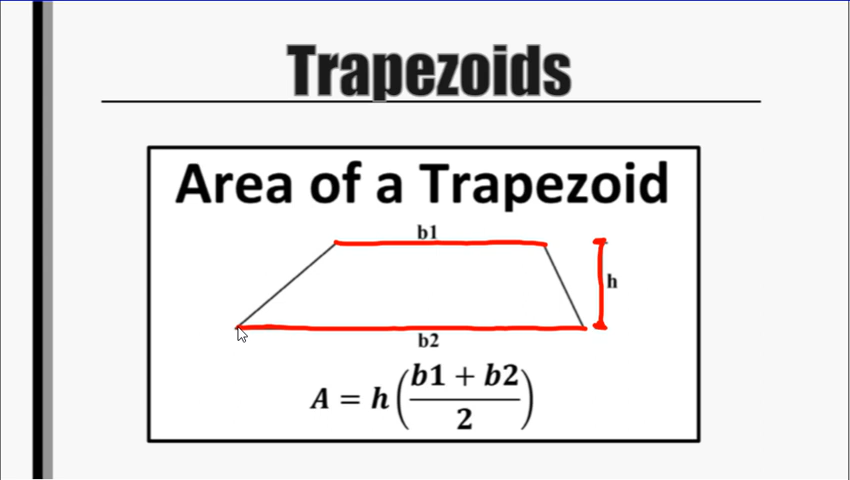 Trapezoids
Area of a Trapezoid
b1
h
b2
A = h(b1 + b2/2)